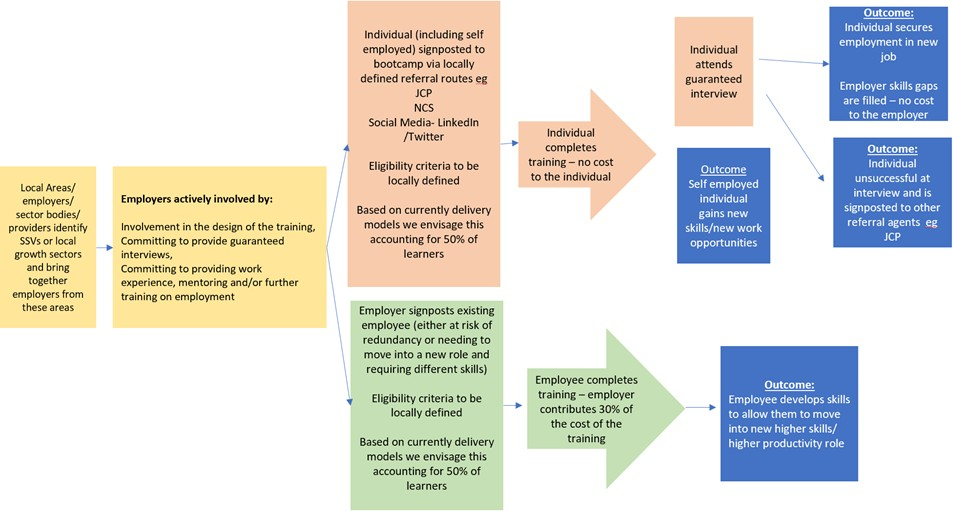 Local Areas/
employers/
sector bodies/
providers identify
SSVs or local
growth sectors
and bring
together
employers from
these areas
Employers actively involved by:
Involvement in the design of the training,
Committing to provide guaranteed
interviews,
Committing to providing work
experience, mentoring and/or further
training on employment
Individual (including self
employed) signposted to
bootcamp via locally
defined referral routes eg
JCP
NCS
Social Media- LinkedIn
/Twitter
Eligibility criteria to be
locally defined
Based on currently delivery
models we envisage this
accounting for 50% of
learners
Individual
completes
training – no cost
to the individual
Individual
attends
guaranteed
interview
Outcome:
Individual secures
employment in new
job
Employer skills gaps
are filled – no cost
to the employer
Outcome
Self employed
individual
gains new
skills/new work
opportunities
Outcome:
Individual
unsuccessful at
interview and is
signposted to other
referral agents eg
JCP
Employer signposts existing
employee (either at risk of
redundancy or needing to
move into a new role and
requiring different skills)
Eligibility criteria to be
locally defined
Based on currently delivery
models we envisage this
accounting for 50% of
learners
Employee completes
training – employer
contributes 30% of
the cost of the
training
Outcome:
Employee develops skills
to allow them to move
into new higher skills/
higher productivity role